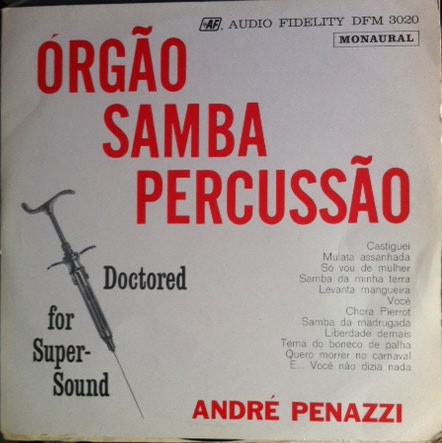 AF. AUDIO FIDELITY DFM 3020
MONAURAL
ÓRGÃO
SAMBA
PERCUSSÃO
Castiguei
Mulata assanhada
Só vou de mulher
Samba da minha terra
Levanta mangueira
Você
Chora Pierrot
Samba da madrugada
Liberdade demais
Tema do boneco de palha
Quero morrer no carnaval
E... Você não dizia nada
Doctored
for
Super-
Sound
ANDRÉ PENAZZI